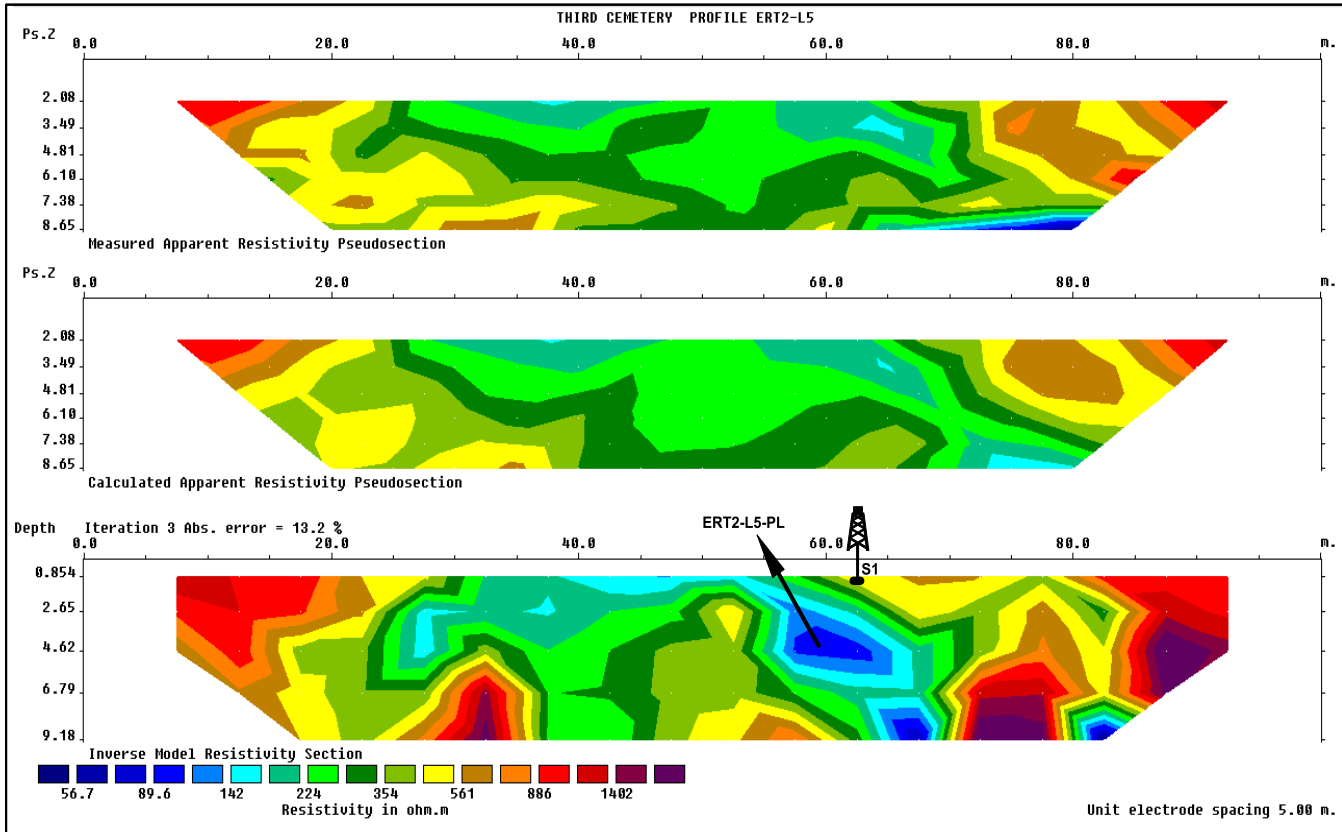 THIRD CEMETERY PROFILE ERT2-L5
Ps.Z 0.0 20.0 40.0 60.0 80.0 m.
2.08
3.49
4.81
6.10
7.38
8.65
Measured Apparent Resistivity Pseudosection
Ps.Z 0.0 20.0 40.0 60.0 80.0 m.
2.08
3.49
4.81
6.10
7.38
8.65
Calculated Apparent Resistivity Pseudosection
Depth Iteration 3 Abs. error = 13.2 %
ERT2-L5-PL
0.0 20.0 40.0 60.0 80.0 m.
S1
0.854
2.65
4.62
6.79
9.18
Inverse Model Resistivity Section
56.7 89.6 142 224 354 561 886 1402
Resistivity in ohm.m
Unit electrode spacing 5.00 m.